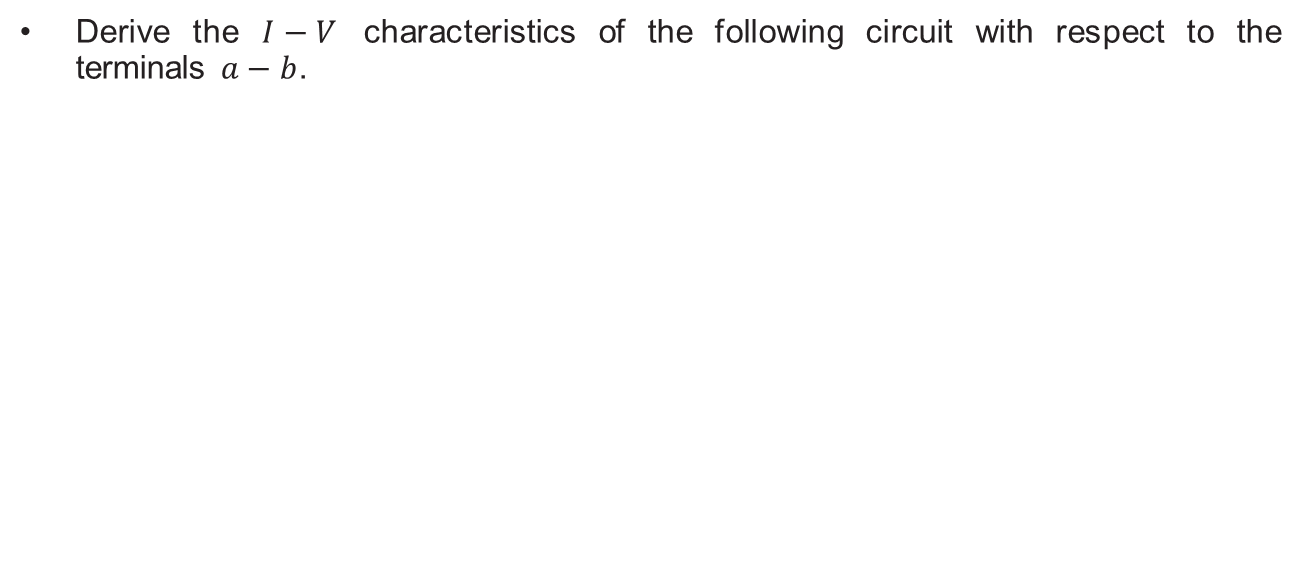 • Derive the I − V characteristics of the following circuit with respect to the
terminals a − b.